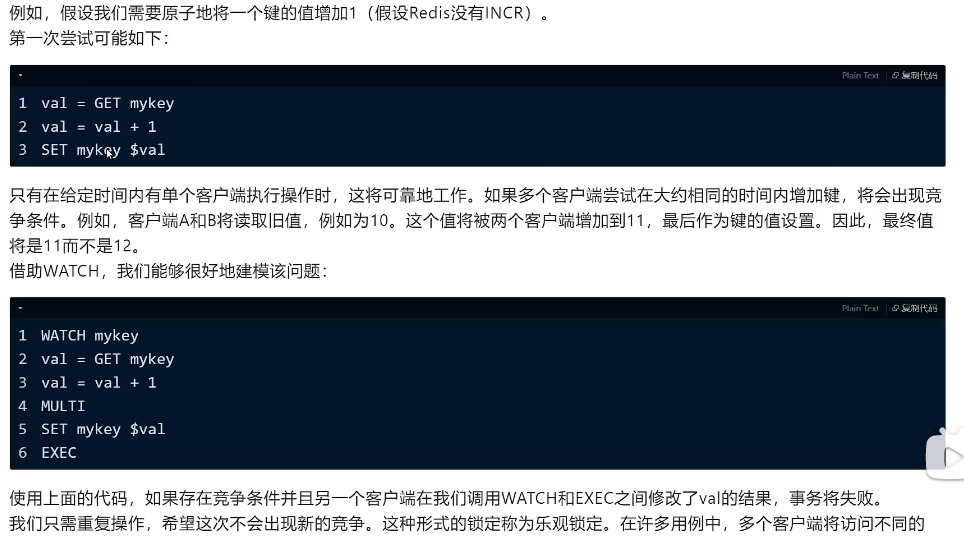 例如，假设我们需要原子地将一个键的值增加1（假设Redis没有INCR）。
第一次尝试可能如下：
Plain Text 复制代码
1 val = GET mykey
2 val = val + 1
3 SET mykey $val
只有在给定时间内有单个客户端执行操作时，这将可靠地工作。如果多个客户端尝试在大约相同的时间内增加键，将会出现竞
争条件。例如，客户端A和B将读取旧值，例如为10。这个值将被两个客户端增加到11，最后作为键的值设置。因此，最终值
将是11而不是12。
借助WATCH，我们能够很好地建模该问题：
Plain Text 复制代码
1 WATCH mykey
2 val = GET mykey
3 val = val + 1
4 MULTI
5 SET mykey $val
6 EXEC
使用上面的代码，如果存在竞争条件并且另一个客户端在我们调用WATCH和EXEC之间修改了val的结果，事务将失败。
我们只需重复操作，希望这次不会出现新的竞争。这种形式的锁定称为乐观锁定。在许多用例中，多个客户端将访问不同的